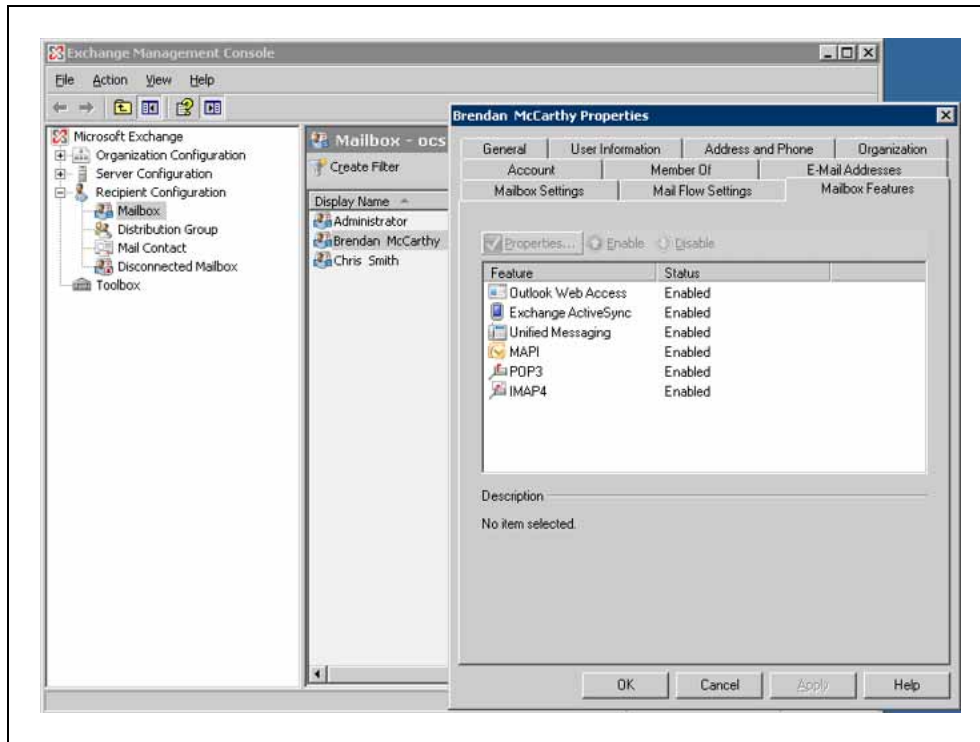 Exchange Management Console
File Action View Help
Microsoft Exchange
Organization Configuration
Server Configuration
Recipient Configuration
Mailbox
Distribution Group
Mail Contact
Disconnected Mailbox
Toolbox
Mailbox - ocs
Create Filter
Display Name
Administrator
Brendan McCarthy
Chris Smith
Brendan McCarthy Properties
General User Information Address and Phone Organization
Account Member Of E-Mail Addresses
Mailbox Settings Mail Flow Settings Mailbox Features
Properties... Enable Disable
Feature Status
Outlook Web Access Enabled
Exchange ActiveSync Enabled
Unified Messaging Enabled
MAPI Enabled
POP3 Enabled
IMAP4 Enabled
Description
No item selected.
OK Cancel Apply Help